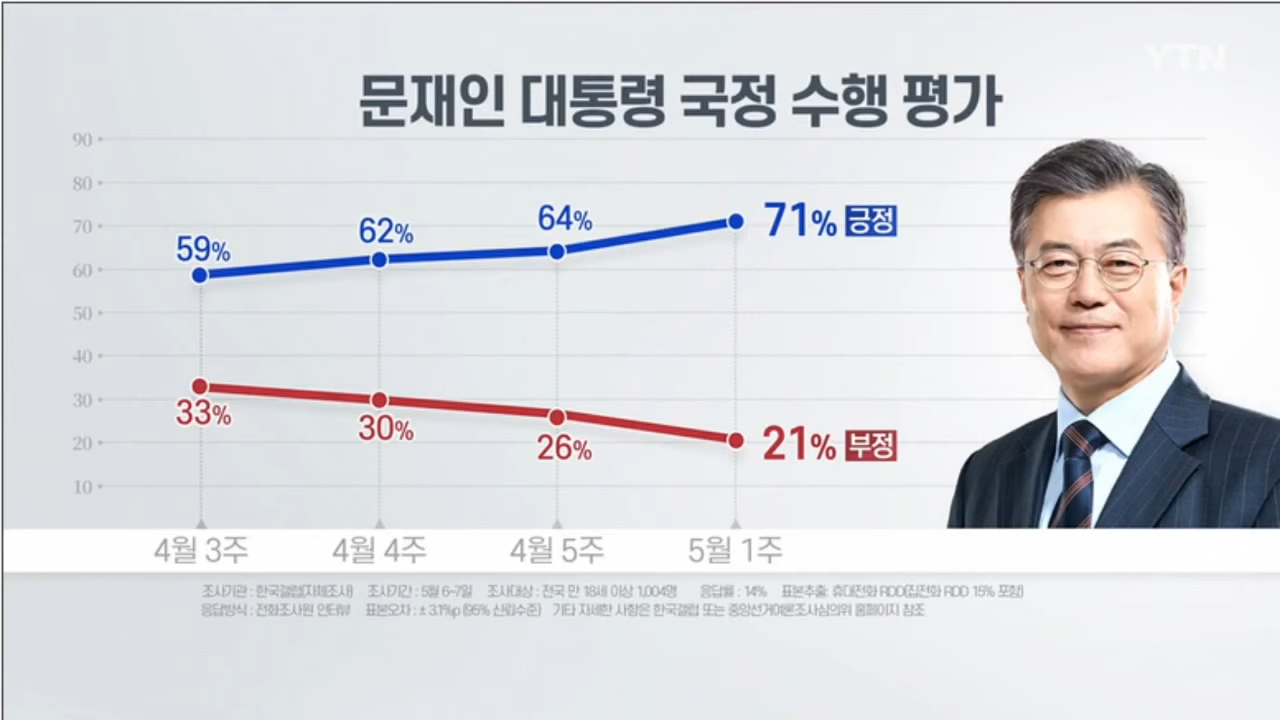 YTN
문재인 대통령 국정 수행 평가
90
80
70
60
50
40
30
20
10
59%
62%
64%
71% 긍정
33%
30%
26%
21% 부정
4월 3주
4월 4주
4월 5주
5월 1주
조사기관 : 한국갤럽(자체조사) 조사기간 : 5월 6-7일 조사대상 : 전국 만 18세 이상 1,004명 응답률 : 14% 표본추출: 휴대전화 RDD(집전화 RDD 15% 포함)
응답방식 : 전화조사원 인터뷰 표본오차 : ± 3.1%p (95% 신뢰수준) 기타 자세한 사항은 한국갤럽 또는 중앙선거여론조사심의위 홈페이지 참조